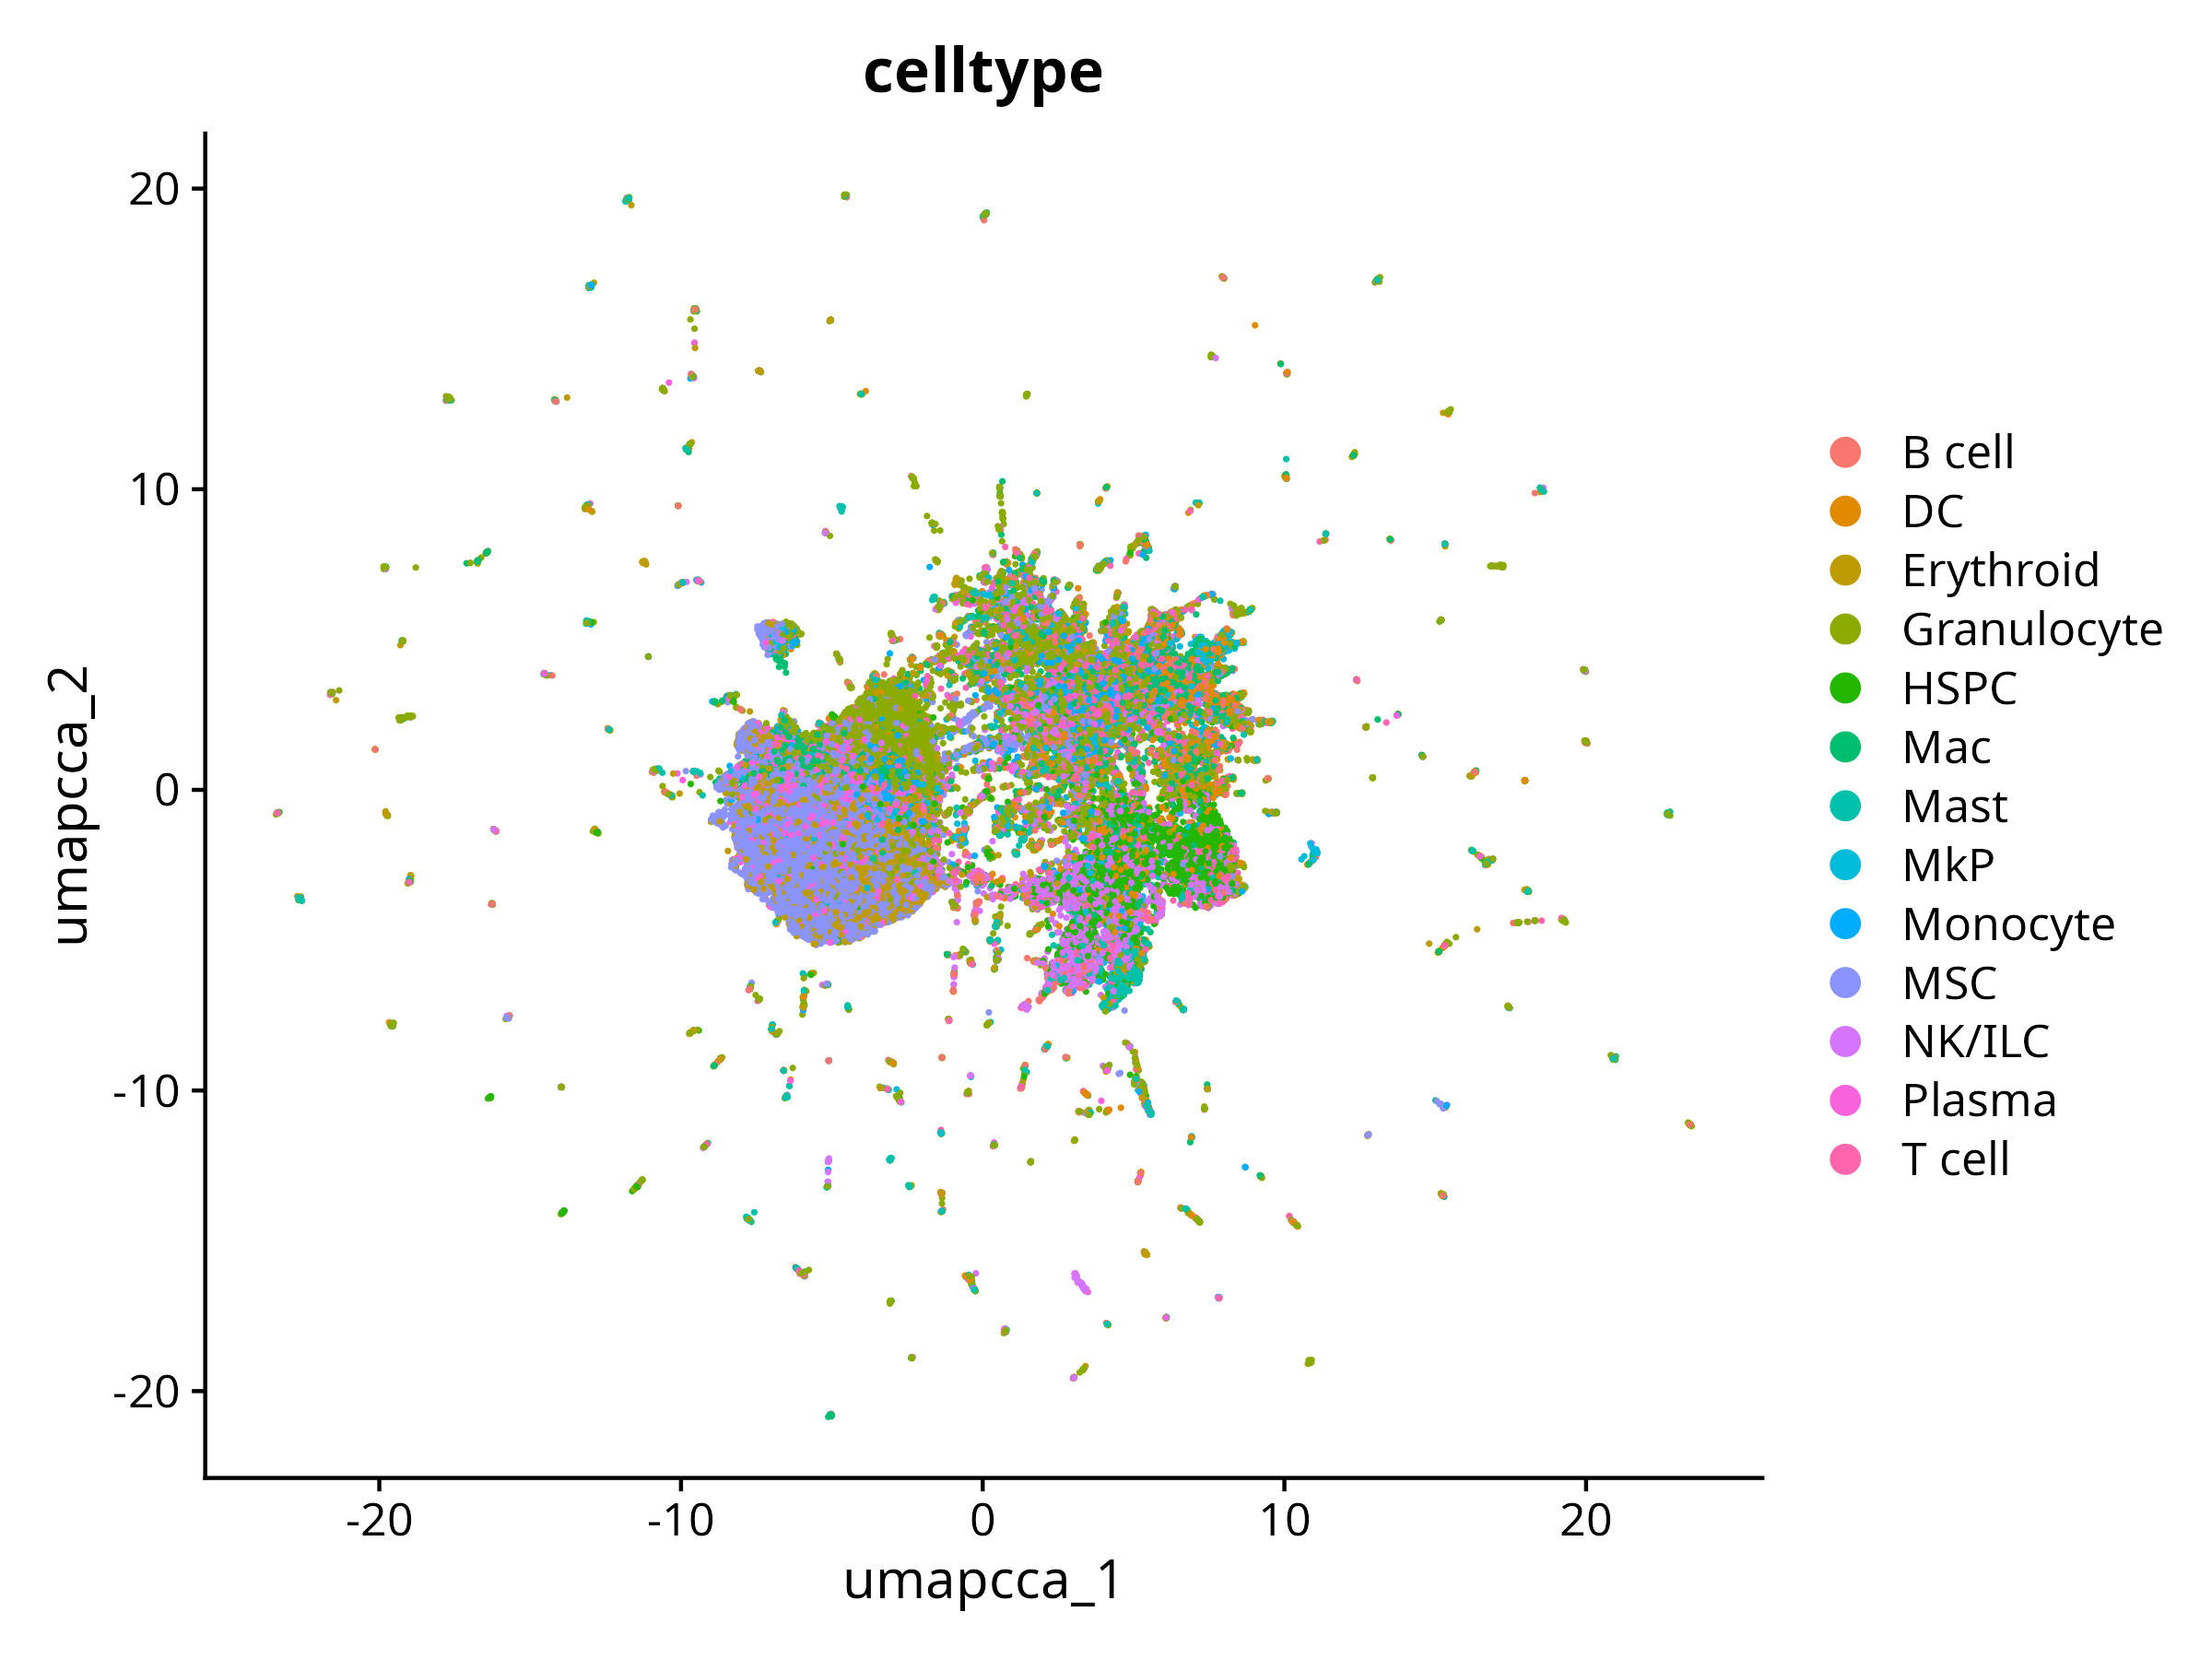 celltype
umapcca_2
20
10
0
-10
-20
-20
-10
0
10
20
umapcca_1
B cell
DC
Erythroid
Granulocyte
HSPC
Mac
Mast
MkP
Monocyte
MSC
NK/ILC
Plasma
T cell